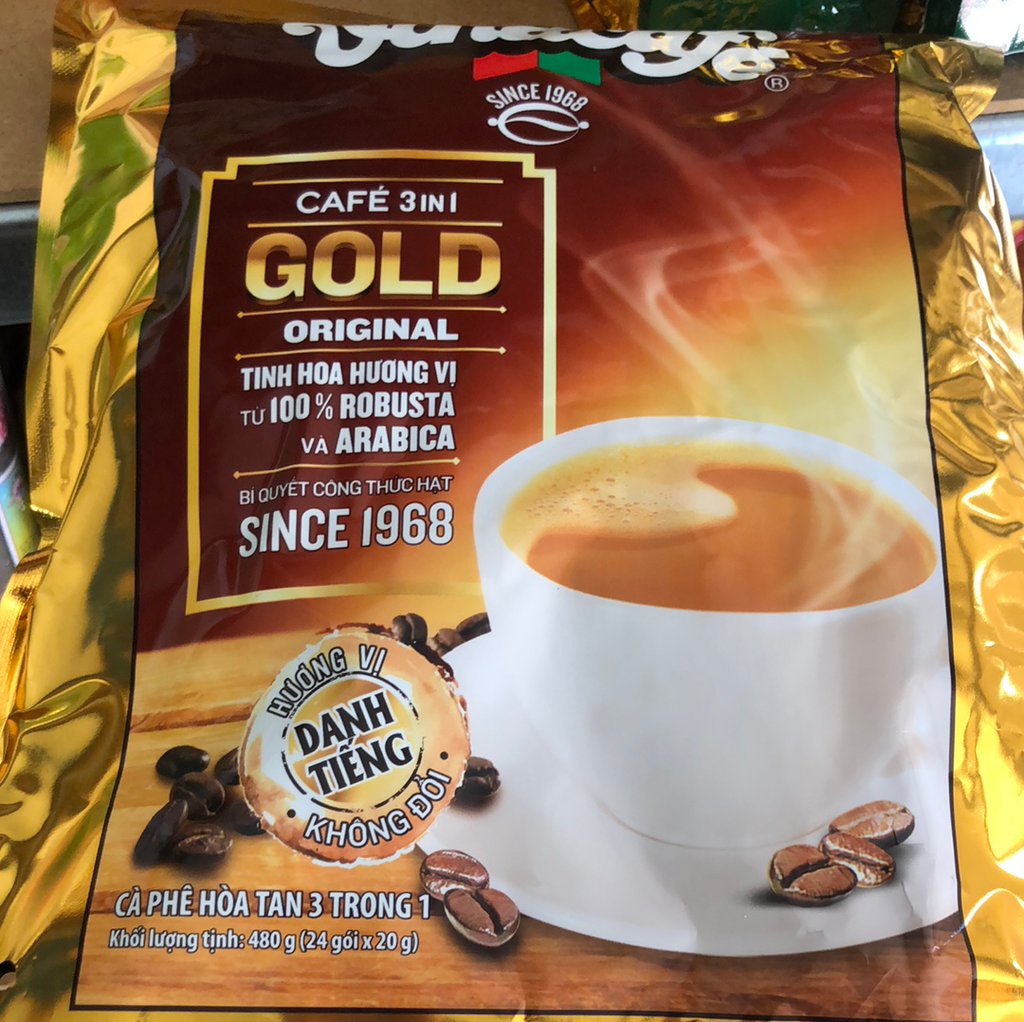 Vinacafé
®
SINCE 1968
CAFÉ 3IN1
GOLD
ORIGINAL
TINH HOA HƯƠNG VỊ
TỪ 100% ROBUSTA
VÀ ARABICA
BÍ QUYẾT CÔNG THỨC HẠT
SINCE 1968
HƯƠNG VỊ
DANH
TIẾNG
• KHÔNG ĐỔI •
CÀ PHÊ HÒA TAN 3 TRONG 1
Khối lượng tịnh: 480 g (24 gói x 20 g)